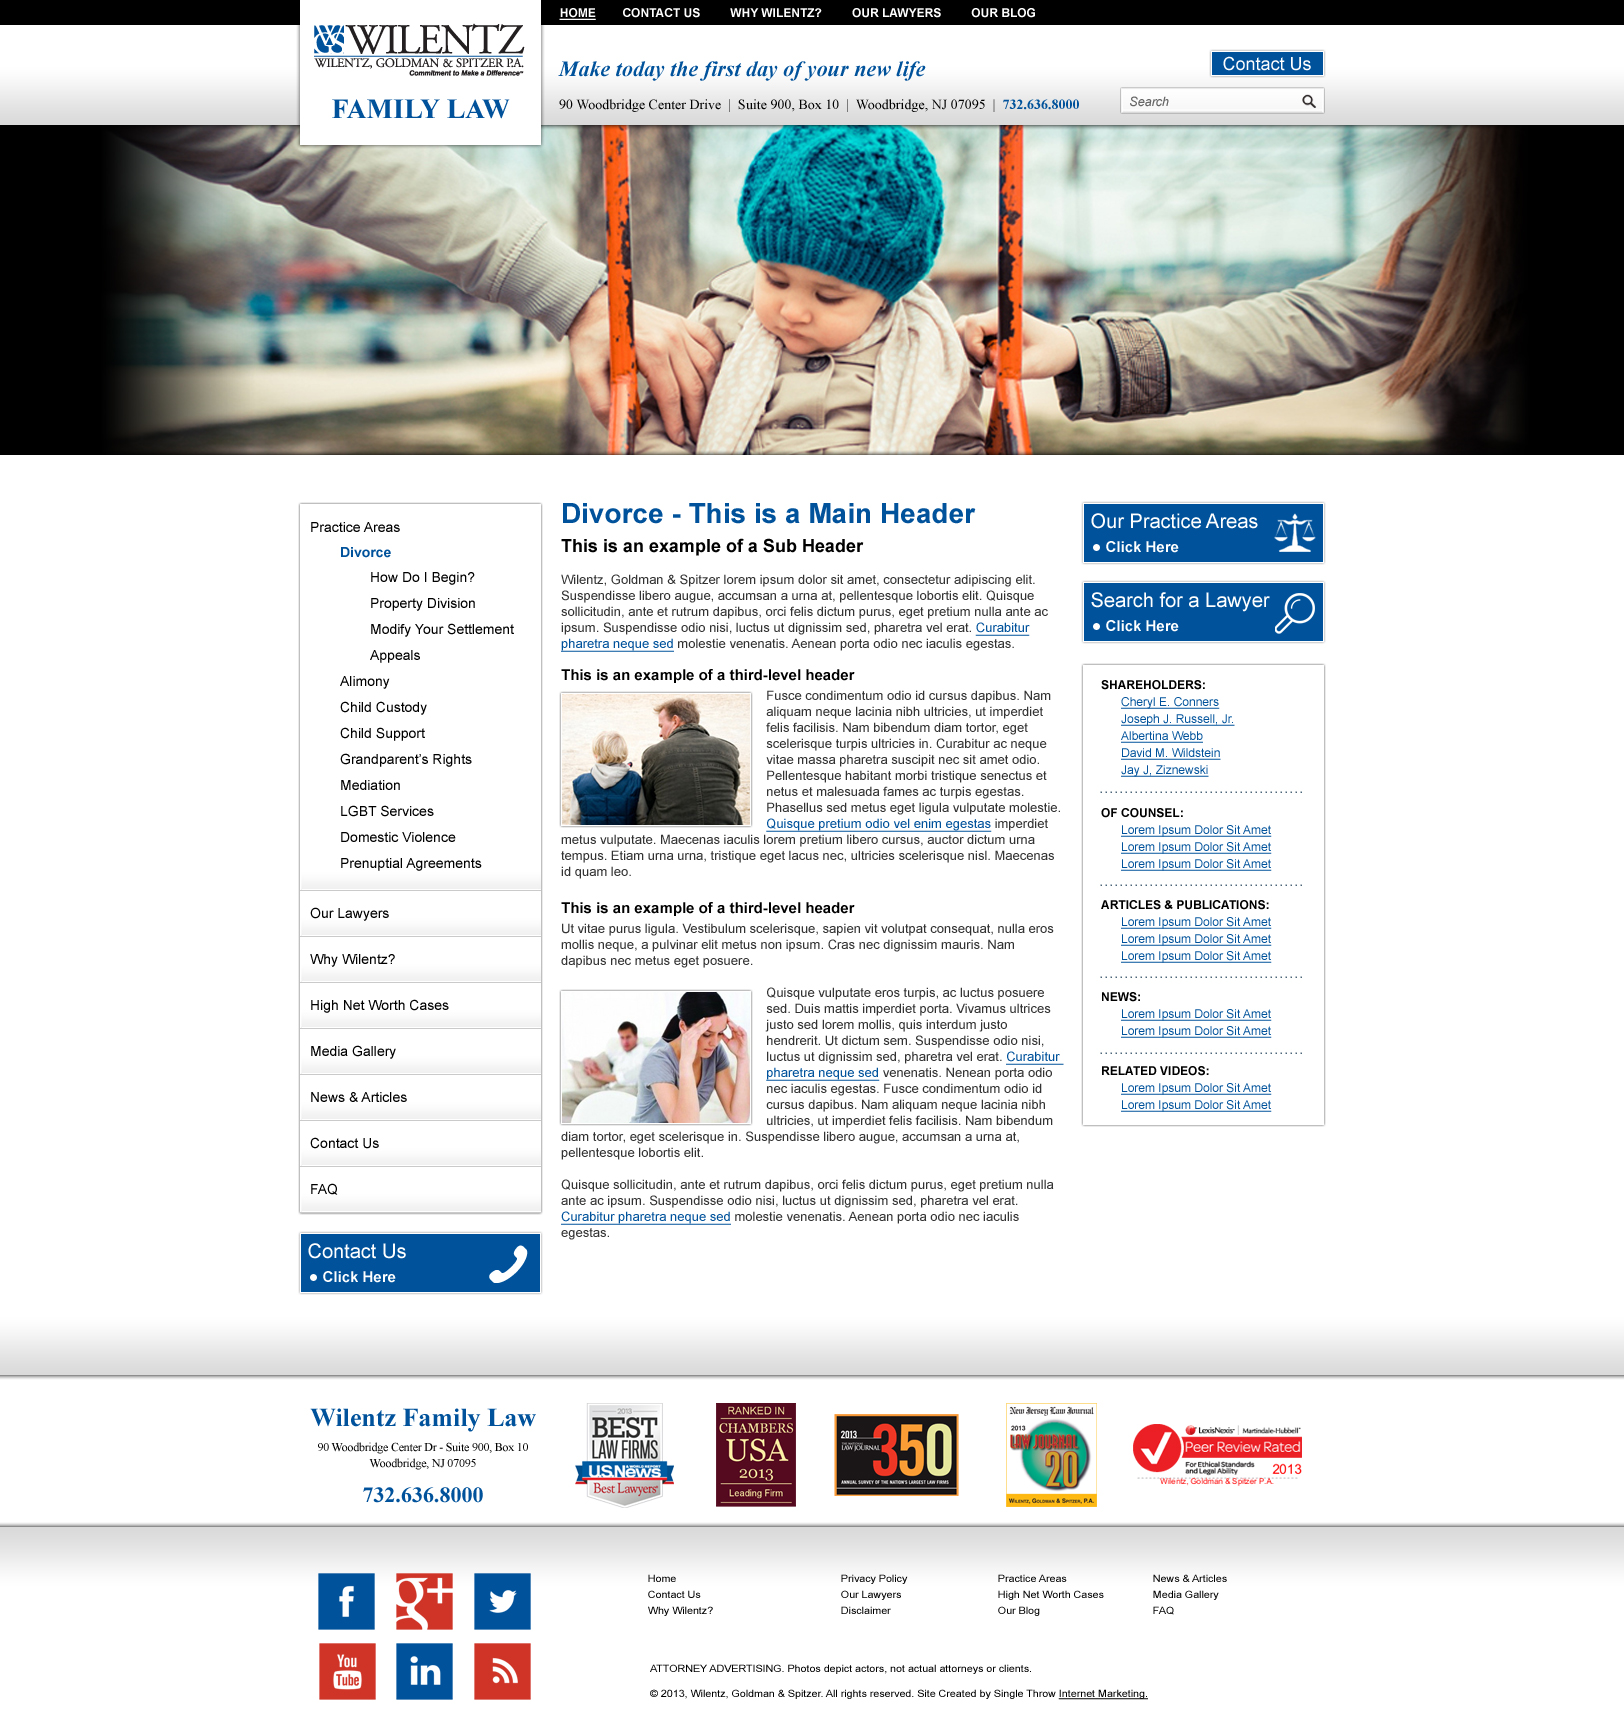 HOME CONTACT US WHY WILENTZ? OUR LAWYERS OUR BLOG
WILENTZ
WILENTZ, GOLDMAN & SPITZER P.A.
Commitment to Make a Difference℠
FAMILY LAW
Make today the first day of your new life
90 Woodbridge Center Drive | Suite 900, Box 10 | Woodbridge, NJ 07095 | 732.636.8000
Contact Us
Search
Practice Areas
Divorce
How Do I Begin?
Property Division
Modify Your Settlement
Appeals
Alimony
Child Custody
Child Support
Grandparent's Rights
Mediation
LGBT Services
Domestic Violence
Prenuptial Agreements
Our Lawyers
Why Wilentz?
High Net Worth Cases
Media Gallery
News & Articles
Contact Us
FAQ
Contact Us
• Click Here
Divorce - This is a Main Header
This is an example of a Sub Header
Wilentz, Goldman & Spitzer lorem ipsum dolor sit amet, consectetur adipiscing elit.
Suspendisse libero augue, accumsan a urna at, pellentesque lobortis elit. Quisque
sollicitudin, ante et rutrum dapibus, orci felis dictum purus, eget pretium nulla ante ac
ipsum. Suspendisse odio nisi, luctus ut dignissim sed, pharetra vel erat. Curabitur
pharetra neque sed molestie venenatis. Aenean porta odio nec iaculis egestas.
This is an example of a third-level header
Fusce condimentum odio id cursus dapibus. Nam
aliquam neque lacinia nibh ultricies, ut imperdiet
felis facilisis. Nam bibendum diam tortor, eget
scelerisque turpis ultricies in. Curabitur ac neque
vitae massa pharetra suscipit nec sit amet odio.
Pellentesque habitant morbi tristique senectus et
netus et malesuada fames ac turpis egestas.
Phasellus sed metus eget ligula vulputate molestie.
Quisque pretium odio vel enim egestas imperdiet
metus vulputate. Maecenas iaculis lorem pretium libero cursus, auctor dictum urna
tempus. Etiam urna urna, tristique eget lacus nec, ultricies scelerisque nisl. Maecenas
id quam leo.
This is an example of a third-level header
Ut vitae purus ligula. Vestibulum scelerisque, sapien vit volutpat consequat, nulla eros
mollis neque, a pulvinar elit metus non ipsum. Cras nec dignissim mauris. Nam
dapibus nec metus eget posuere.
Quisque vulputate eros turpis, ac luctus posuere
sed. Duis mattis imperdiet porta. Vivamus ultrices
justo sed lorem mollis, quis interdum justo
hendrerit. Ut dictum sem. Suspendisse odio nisi,
luctus ut dignissim sed, pharetra vel erat. Curabitur
pharetra neque sed venenatis. Nenean porta odio
nec iaculis egestas. Fusce condimentum odio id
cursus dapibus. Nam aliquam neque lacinia nibh
ultricies, ut imperdiet felis facilisis. Nam bibendum
diam tortor, eget scelerisque in. Suspendisse libero augue, accumsan a urna at,
pellentesque lobortis elit.
Quisque sollicitudin, ante et rutrum dapibus, orci felis dictum purus, eget pretium nulla
ante ac ipsum. Suspendisse odio nisi, luctus ut dignissim sed, pharetra vel erat.
Curabitur pharetra neque sed molestie venenatis. Aenean porta odio nec iaculis
egestas.
Our Practice Areas
• Click Here
Search for a Lawyer
• Click Here
SHAREHOLDERS:
Cheryl E. Conners
Joseph J. Russell, Jr.
Albertina Webb
David M. Wildstein
Jay J, Ziznewski
OF COUNSEL:
Lorem Ipsum Dolor Sit Amet
Lorem Ipsum Dolor Sit Amet
Lorem Ipsum Dolor Sit Amet
ARTICLES & PUBLICATIONS:
Lorem Ipsum Dolor Sit Amet
Lorem Ipsum Dolor Sit Amet
Lorem Ipsum Dolor Sit Amet
NEWS:
Lorem Ipsum Dolor Sit Amet
Lorem Ipsum Dolor Sit Amet
RELATED VIDEOS:
Lorem Ipsum Dolor Sit Amet
Lorem Ipsum Dolor Sit Amet
Wilentz Family Law
90 Woodbridge Center Dr - Suite 900, Box 10
Woodbridge, NJ 07095
732.636.8000
2013
BEST
LAW FIRMS
U.S.News
Best Lawyers
RANKED IN
CHAMBERS
USA
2013
Leading Firm
2013
LAW JOURNAL
350
ANNUAL SURVEY OF THE NATION'S LARGEST LAW FIRMS
New Jersey Law Journal
2013
LAW JOURNAL
20
WILENTZ, GOLDMAN & SPITZER, P.A.
LexisNexis® | Martindale-Hubbell®
Peer Review Rated
For Ethical Standards
and Legal Ability
2013
Wilentz, Goldman & Spitzer P.A.
f g+
You
Tube
in
Home Privacy Policy Practice Areas News & Articles
Contact Us Our Lawyers High Net Worth Cases Media Gallery
Why Wilentz? Disclaimer Our Blog FAQ
ATTORNEY ADVERTISING. Photos depict actors, not actual attorneys or clients.
© 2013, Wilentz, Goldman & Spitzer. All rights reserved. Site Created by Single Throw Internet Marketing.